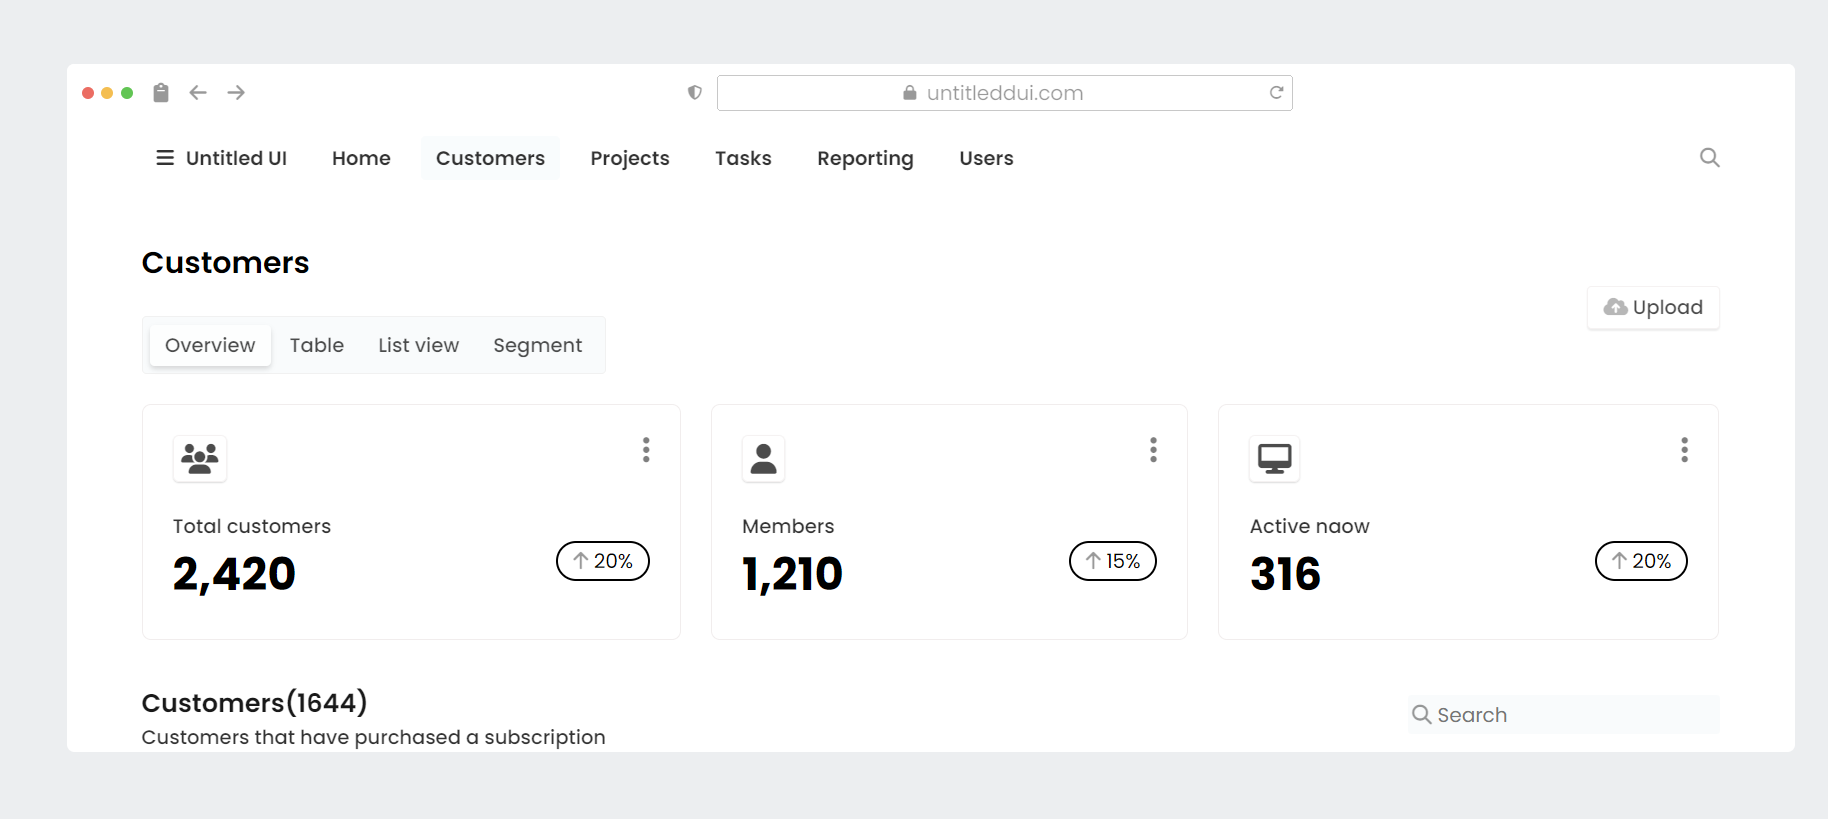 untitleddui.com
Untitled UI Home Customers Projects Tasks Reporting Users
Customers
Upload
Overview Table List view Segment
Total customers
2,420
20%
Members
1,210
15%
Active naow
316
20%
Customers(1644)
Search
Customers that have purchased a subscription